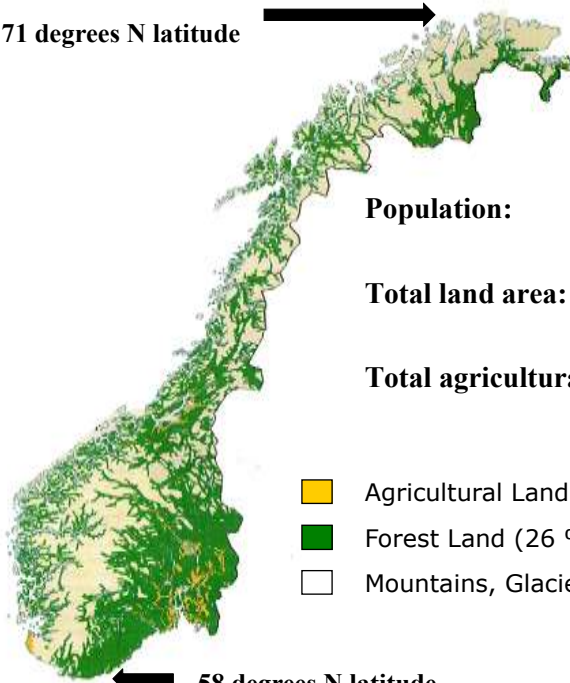 71 degrees N latitude
Population:
Total land area:
Total agricultura
Agricultural Land
Forest Land (26 %
Mountains, Glacie
58 degrees N latitude